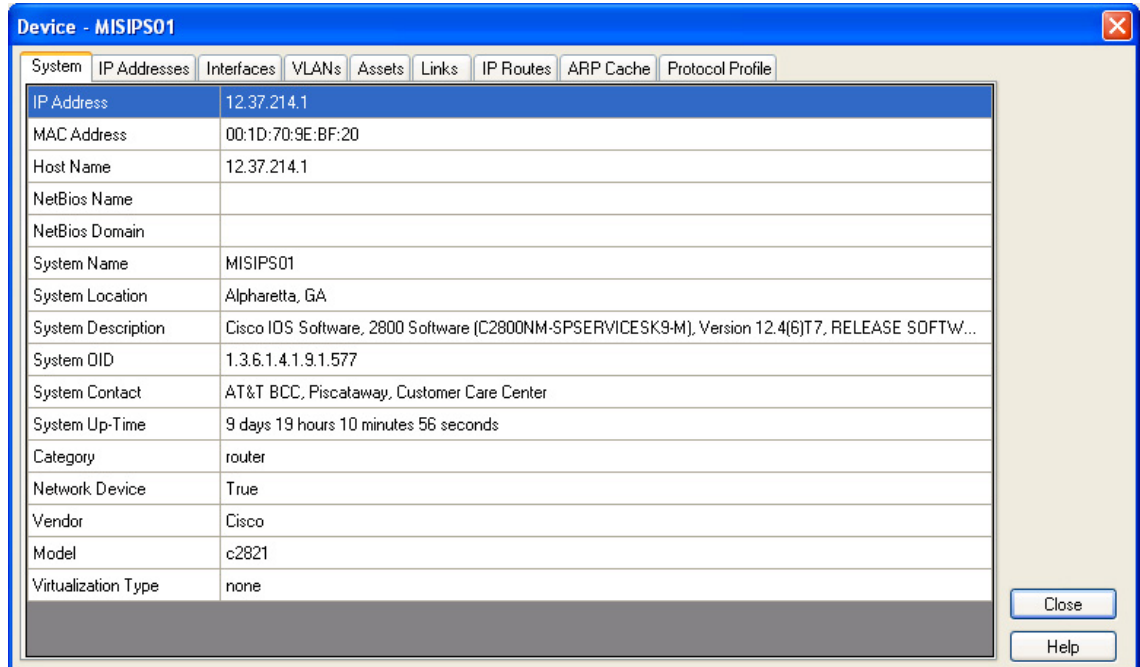 Device - MISIPS01
System IP Addresses Interfaces VLANs Assets Links IP Routes ARP Cache Protocol Profile
IP Address 12.37.214.1
MAC Address 00:1D:70:9E:BF:20
Host Name 12.37.214.1
NetBios Name
NetBios Domain
System Name MISIPS01
System Location Alpharetta, GA
System Description Cisco IOS Software, 2800 Software (C2800NM-SPSERVICESK9-M), Version 12.4(6)T7, RELEASE SOFTW...
System OID 1.3.6.1.4.1.9.1.577
System Contact AT&T BCC, Piscataway, Customer Care Center
System Up-Time 9 days 19 hours 10 minutes 56 seconds
Category router
Network Device True
Vendor Cisco
Model c2821
Virtualization Type none
Close
Help